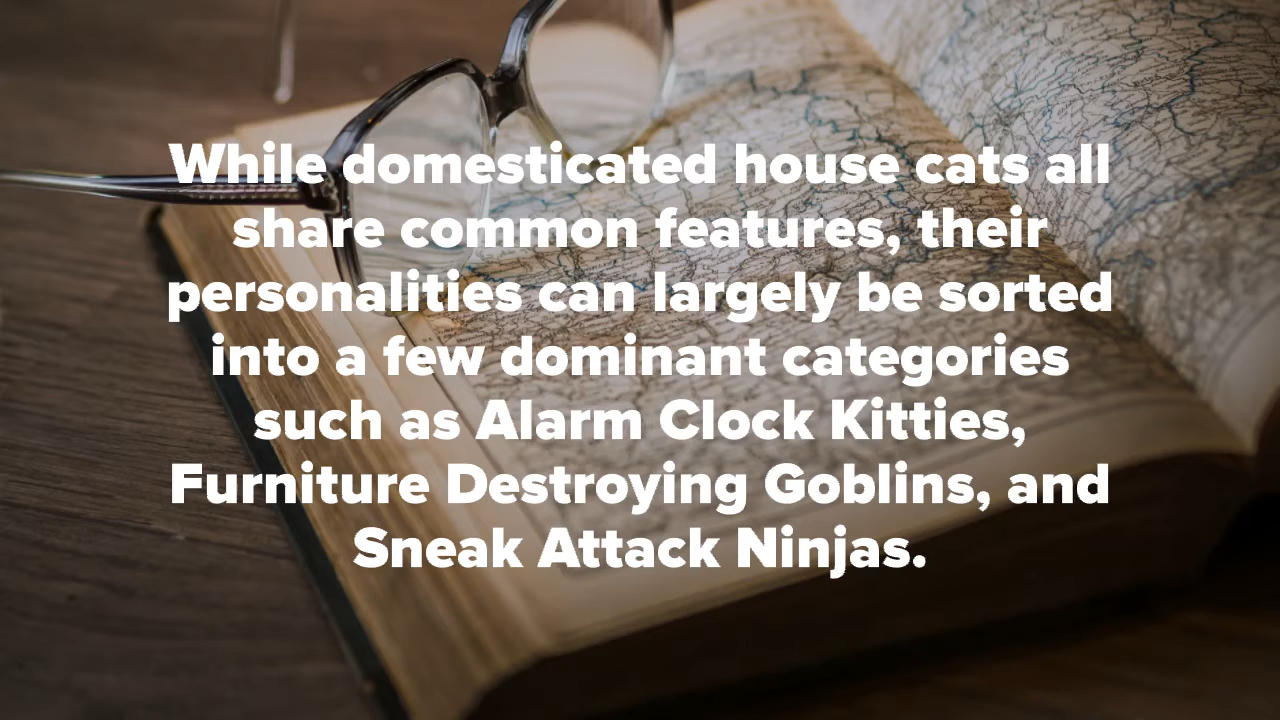 While domesticated house cats all
share common features, their
personalities can largely be sorted
into a few dominant categories
such as Alarm Clock Kitties,
Furniture Destroying Goblins, and
Sneak Attack Ninjas.